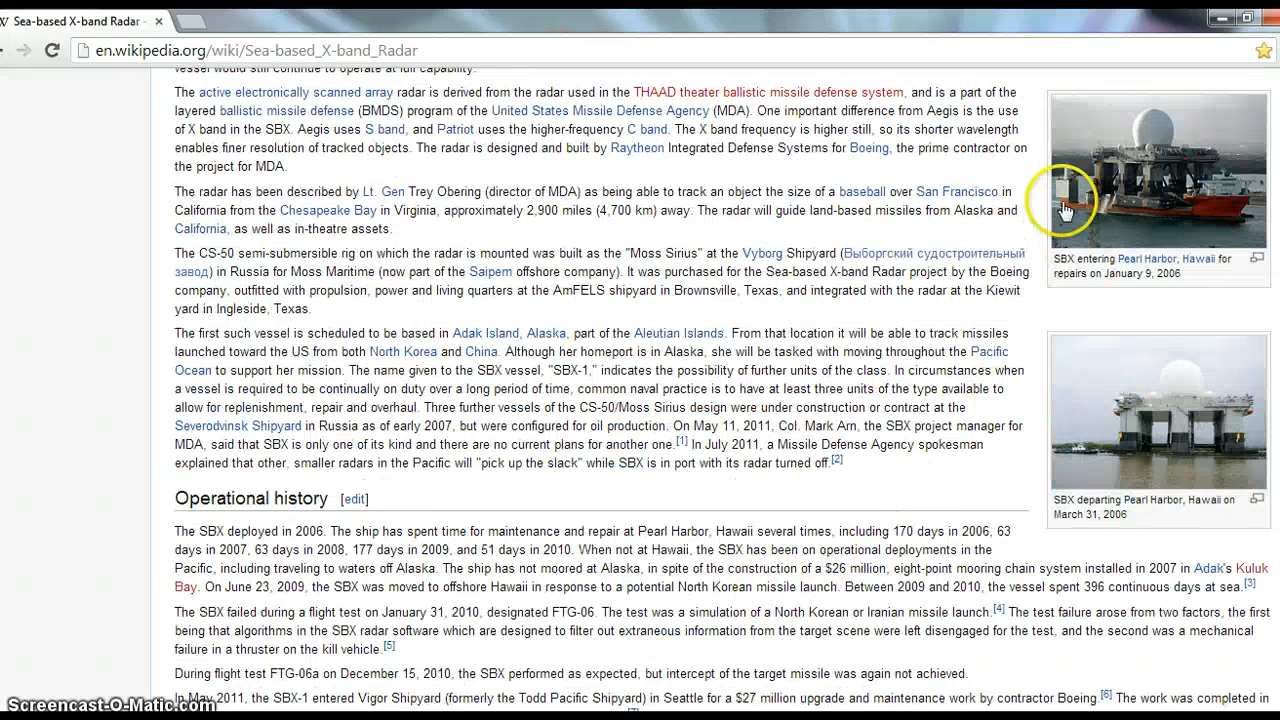 Sea-based X-band Radar -
en.wikipedia.org/wiki/Sea-based_X-band_Radar
vessel would still continue to operate at full capability.
The active electronically scanned array radar is derived from the radar used in the THAAD theater ballistic missile defense system, and is a part of the
layered ballistic missile defense (BMDS) program of the United States Missile Defense Agency (MDA). One important difference from Aegis is the use
of X band in the SBX. Aegis uses S band, and Patriot uses the higher-frequency C band. The X band frequency is higher still, so its shorter wavelength
enables finer resolution of tracked objects. The radar is designed and built by Raytheon Integrated Defense Systems for Boeing, the prime contractor on
the project for MDA.
The radar has been described by Lt. Gen Trey Obering (director of MDA) as being able to track an object the size of a baseball over San Francisco in
California from the Chesapeake Bay in Virginia, approximately 2,900 miles (4,700 km) away. The radar will guide land-based missiles from Alaska and
California, as well as in-theatre assets.
The CS-50 semi-submersible rig on which the radar is mounted was built as the "Moss Sirius" at the Vyborg Shipyard (Выборгский судостроительный
завод) in Russia for Moss Maritime (now part of the Saipem offshore company). It was purchased for the Sea-based X-band Radar project by the Boeing
company, outfitted with propulsion, power and living quarters at the AmFELS shipyard in Brownsville, Texas, and integrated with the radar at the Kiewit
yard in Ingleside, Texas.
The first such vessel is scheduled to be based in Adak Island, Alaska, part of the Aleutian Islands. From that location it will be able to track missiles
launched toward the US from both North Korea and China. Although her homeport is in Alaska, she will be tasked with moving throughout the Pacific
Ocean to support her mission. The name given to the SBX vessel, "SBX-1," indicates the possibility of further units of the class. In circumstances when
a vessel is required to be continually on duty over a long period of time, common naval practice is to have at least three units of the type available to
allow for replenishment, repair and overhaul. Three further vessels of the CS-50/Moss Sirius design were under construction or contract at the
Severodvinsk Shipyard in Russia as of early 2007, but were configured for oil production. On May 11, 2011, Col. Mark Arn, the SBX project manager for
MDA, said that SBX is only one of its kind and there are no current plans for another one.[1] In July 2011, a Missile Defense Agency spokesman
explained that other, smaller radars in the Pacific will "pick up the slack" while SBX is in port with its radar turned off.[2]
SBX entering Pearl Harbor, Hawaii for
repairs on January 9, 2006
SBX departing Pearl Harbor, Hawaii on
March 31, 2006
Operational history [edit]
The SBX deployed in 2006. The ship has spent time for maintenance and repair at Pearl Harbor, Hawaii several times, including 170 days in 2006, 63
days in 2007, 63 days in 2008, 177 days in 2009, and 51 days in 2010. When not at Hawaii, the SBX has been on operational deployments in the
Pacific, including traveling to waters off Alaska. The ship has not moored at Alaska, in spite of the construction of a $26 million, eight-point mooring chain system installed in 2007 in Adak's Kuluk
Bay. On June 23, 2009, the SBX was moved to offshore Hawaii in response to a potential North Korean missile launch. Between 2009 and 2010, the vessel spent 396 continuous days at sea.[3]
The SBX failed during a flight test on January 31, 2010, designated FTG-06. The test was a simulation of a North Korean or Iranian missile launch.[4] The test failure arose from two factors, the first
being that algorithms in the SBX radar software which are designed to filter out extraneous information from the target scene were left disengaged for the test, and the second was a mechanical
failure in a thruster on the kill vehicle.[5]
During flight test FTG-06a on December 15, 2010, the SBX performed as expected, but intercept of the target missile was again not achieved.
In May 2011, the SBX-1 entered Vigor Shipyard (formerly the Todd Pacific Shipyard) in Seattle for a $27 million upgrade and maintenance work by contractor Boeing.[6] The work was completed in
[7]
Screencast-O-Matic.com